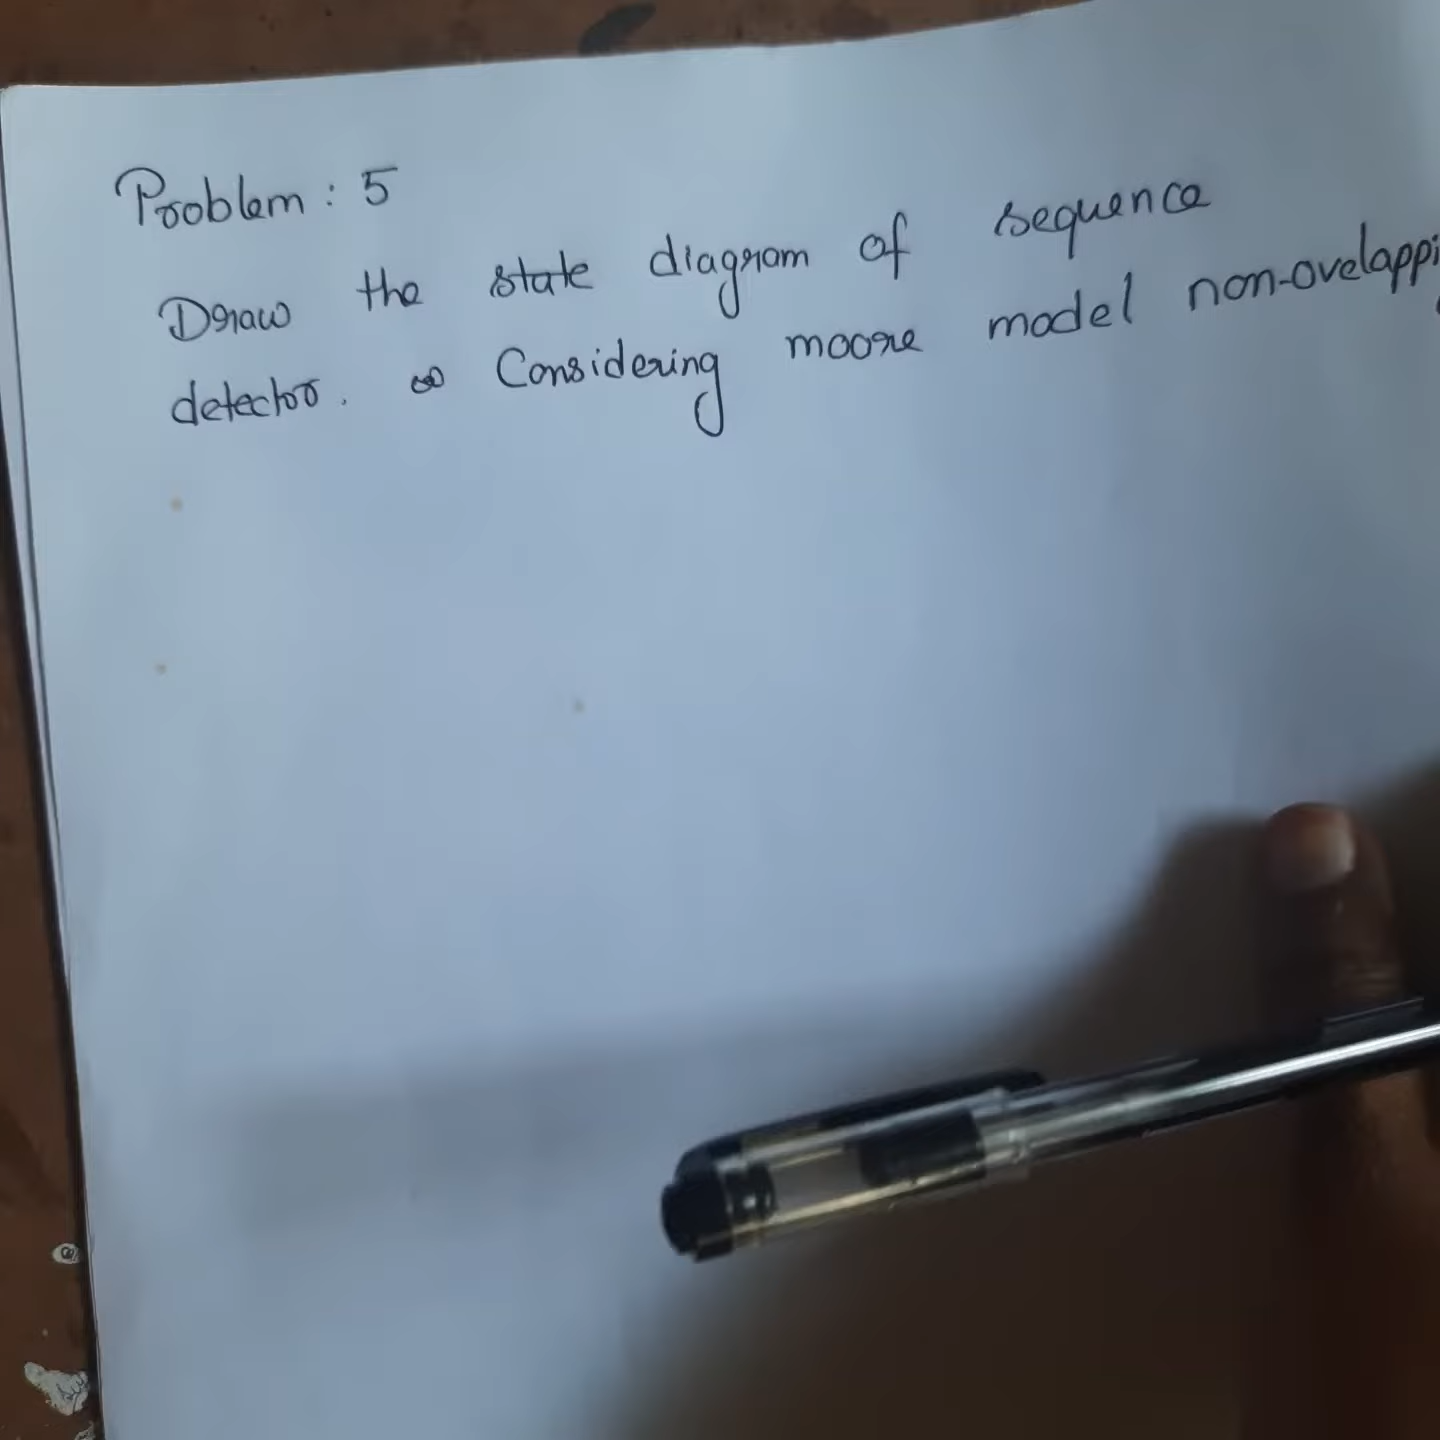 Problem : 5
Draw the state diagram of sequence
detector. Considering moore model non-ovelappi